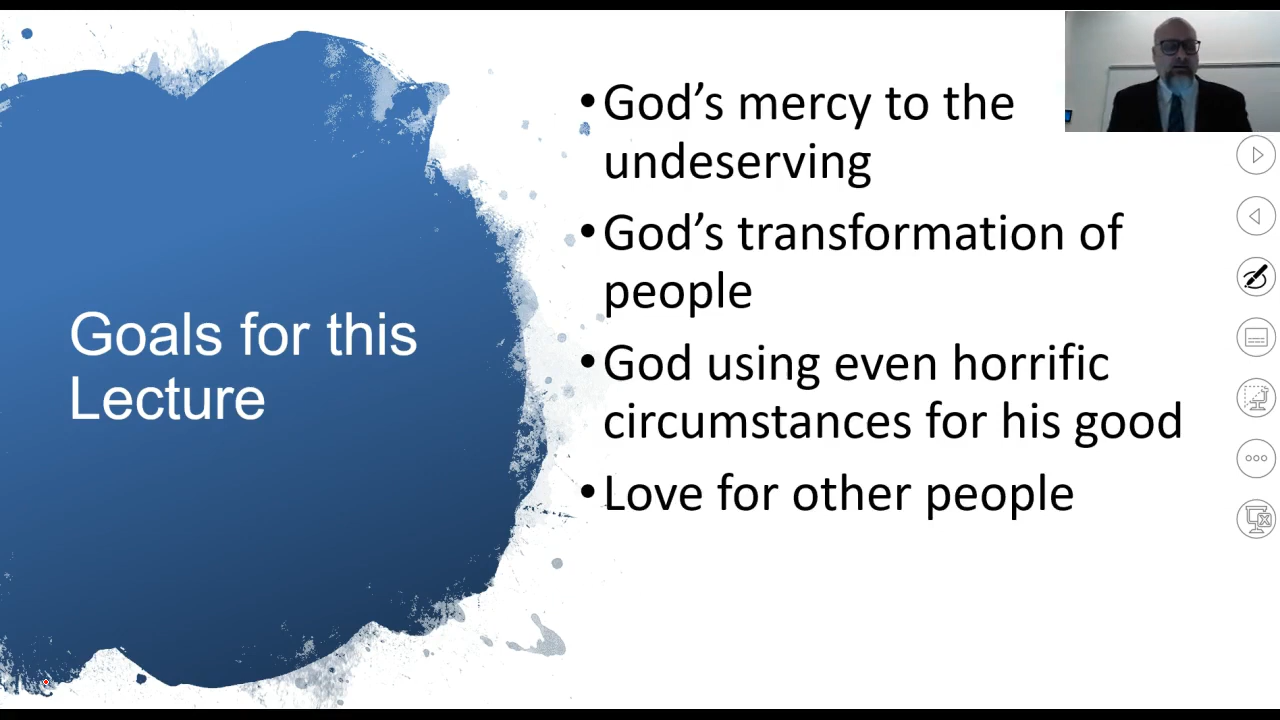 Goals for this
Lecture
•God’s mercy to the
undeserving
•God’s transformation of
people
•God using even horrific
circumstances for his good
•Love for other people